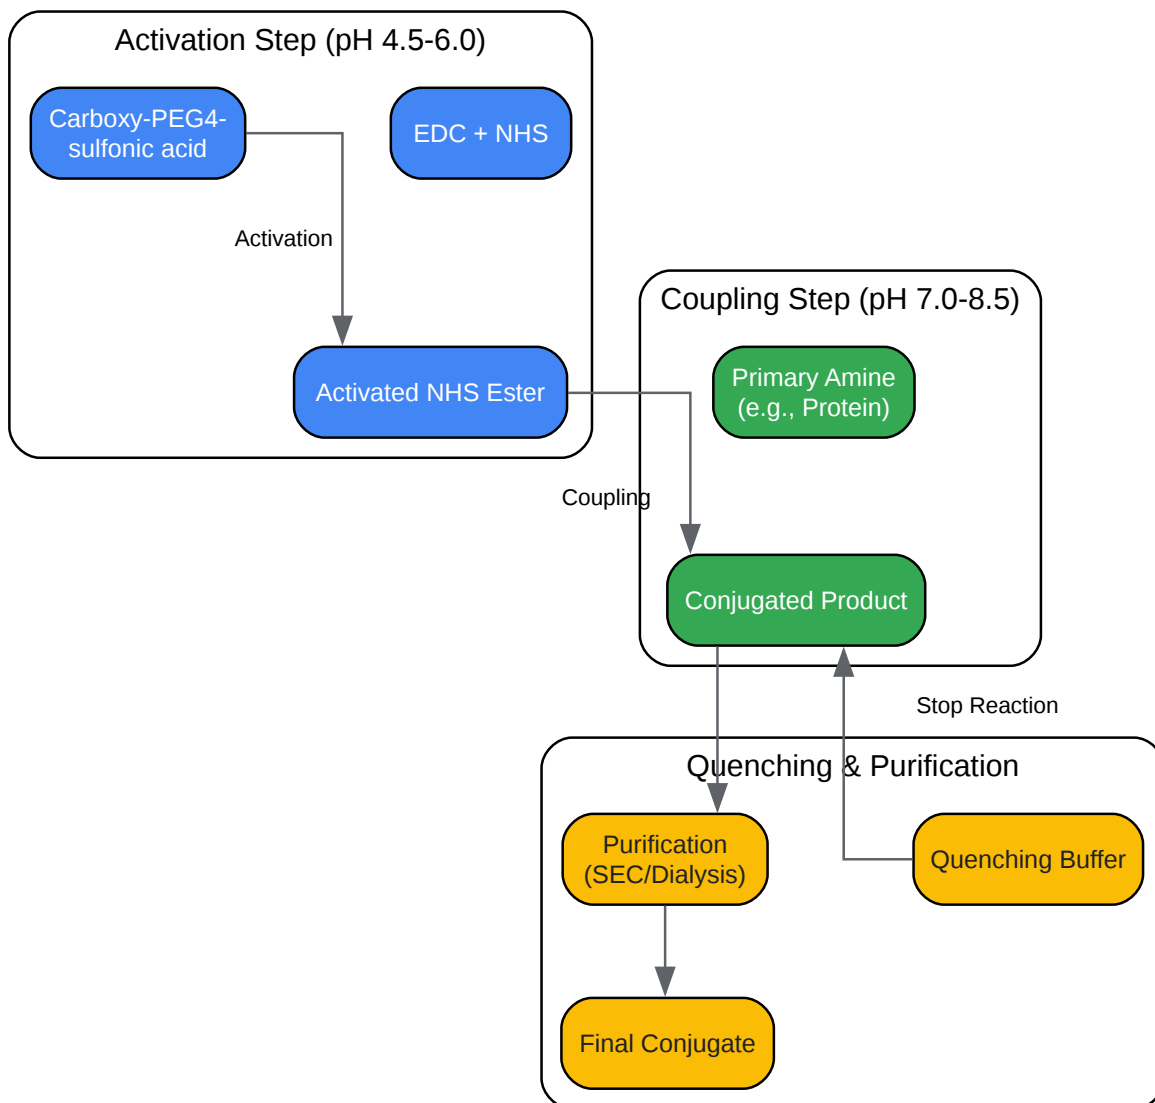 Activation Step (pH 4.5-6.0)
Carboxy-PEG4-
sulfonic acid
EDC + NHS
Activation
Activated NHS Ester
Coupling Step (pH 7.0-8.5)
Primary Amine
(e.g., Protein)
Coupling
Conjugated Product
Stop Reaction
Quenching & Purification
Purification
(SEC/Dialysis)
Quenching Buffer
Final Conjugate